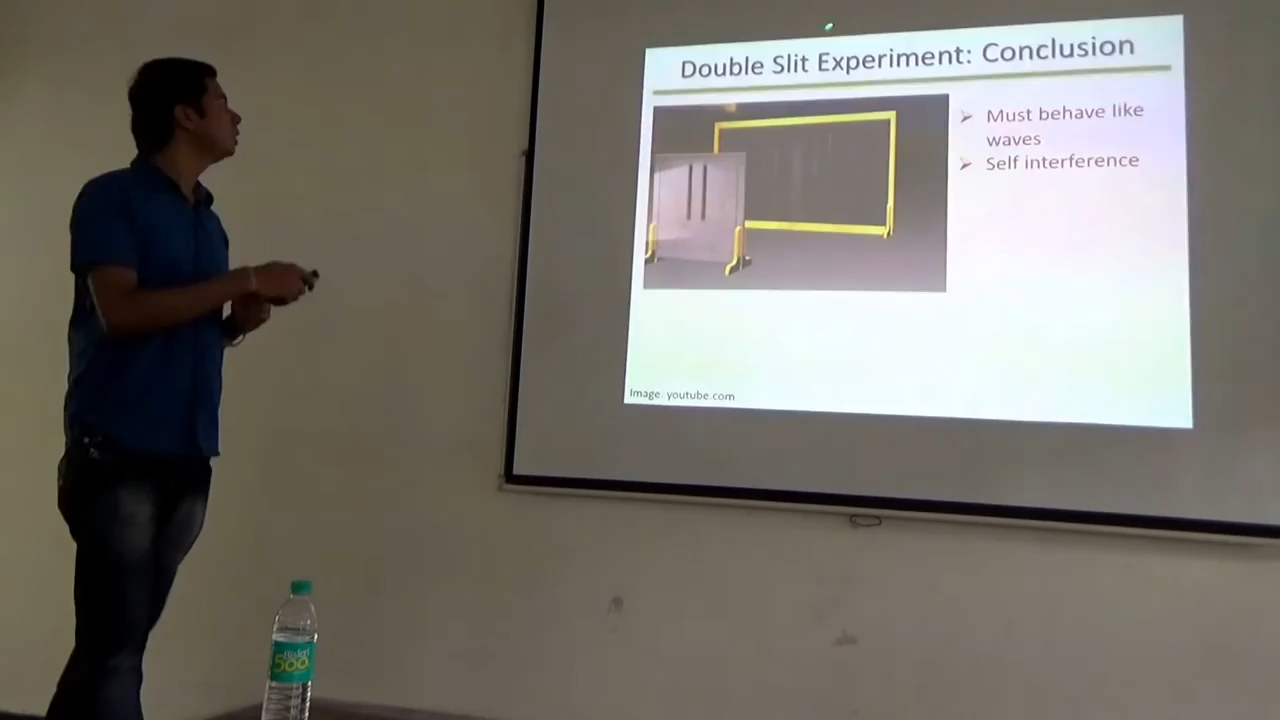 Double Slit Experiment: Conclusion
➢ Must behave like
waves
➢ Self interference
Image: youtube.com
Bisleri
500